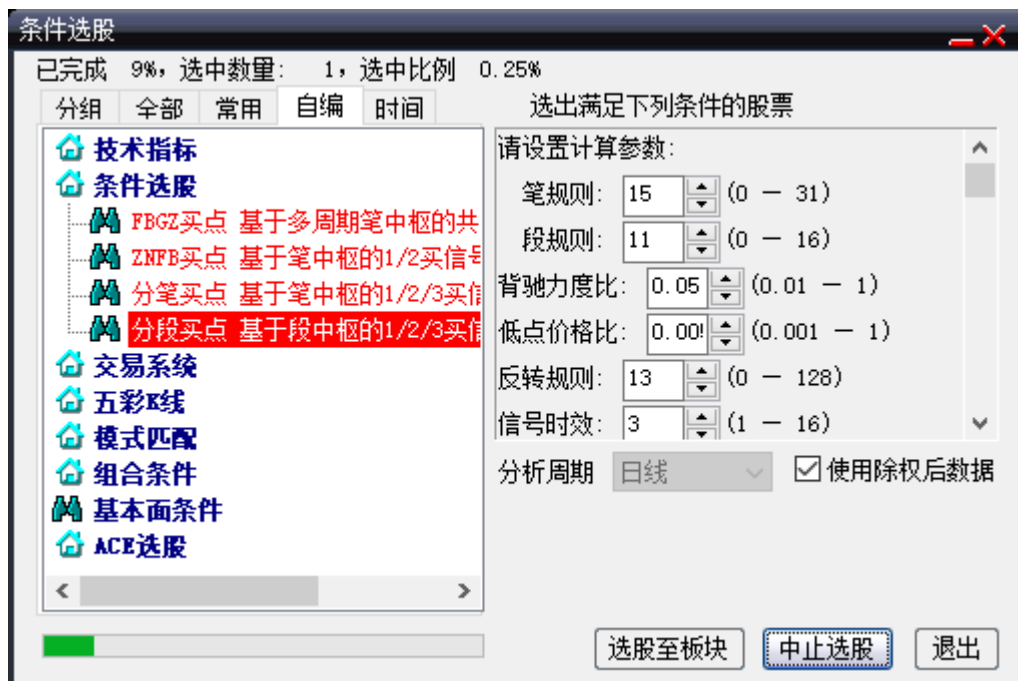 条件选股
已完成 9%，选中数量： 1，选中比例 0.25%
分组 全部 常用 自编 时间
选出满足下列条件的股票
技术指标
条件选股
FBGZ买点 基于多周期笔中枢的共
ZNFB买点 基于笔中枢的1/2买信号
分笔买点 基于笔中枢的1/2/3买信
分段买点 基于段中枢的1/2/3买信
交易系统
五彩K线
模式匹配
组合条件
基本面条件
ACE选股
请设置计算参数：
笔规则： 15 (0 — 31)
段规则： 11 (0 — 16)
背驰力度比： 0.05 (0.01 — 1)
低点价格比： 0.00 (0.001 — 1)
反转规则： 13 (0 — 128)
信号时效： 3 (1 — 16)
分析周期 日线 使用除权后数据
选股至板块 中止选股 退出